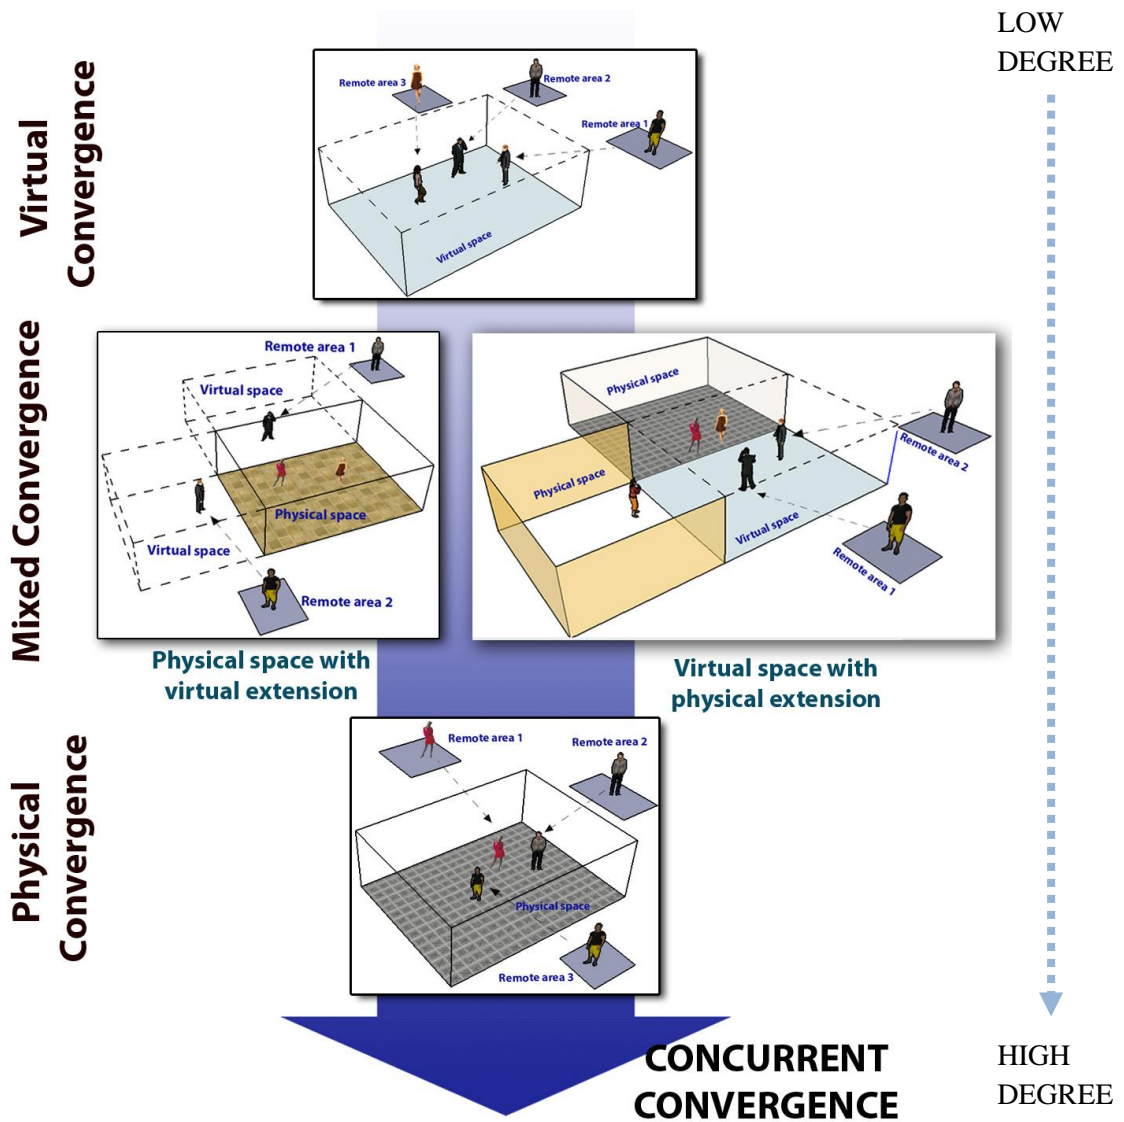 LOW
DEGREE
Virtual
Convergence
Remote area 3
Remote area 2
Remote area 1
Virtual space
Mixed Convergence
Remote area 1
Virtual space
Physical space
Virtual space
Remote area 2
Physical space
Physical space
Virtual space
Remote area 2
Remote area 1
Physical space with
virtual extension
Virtual space with
physical extension
Physical
Convergence
Remote area 1
Remote area 2
Physical space
Remote area 3
CONCURRENT
CONVERGENCE
HIGH
DEGREE